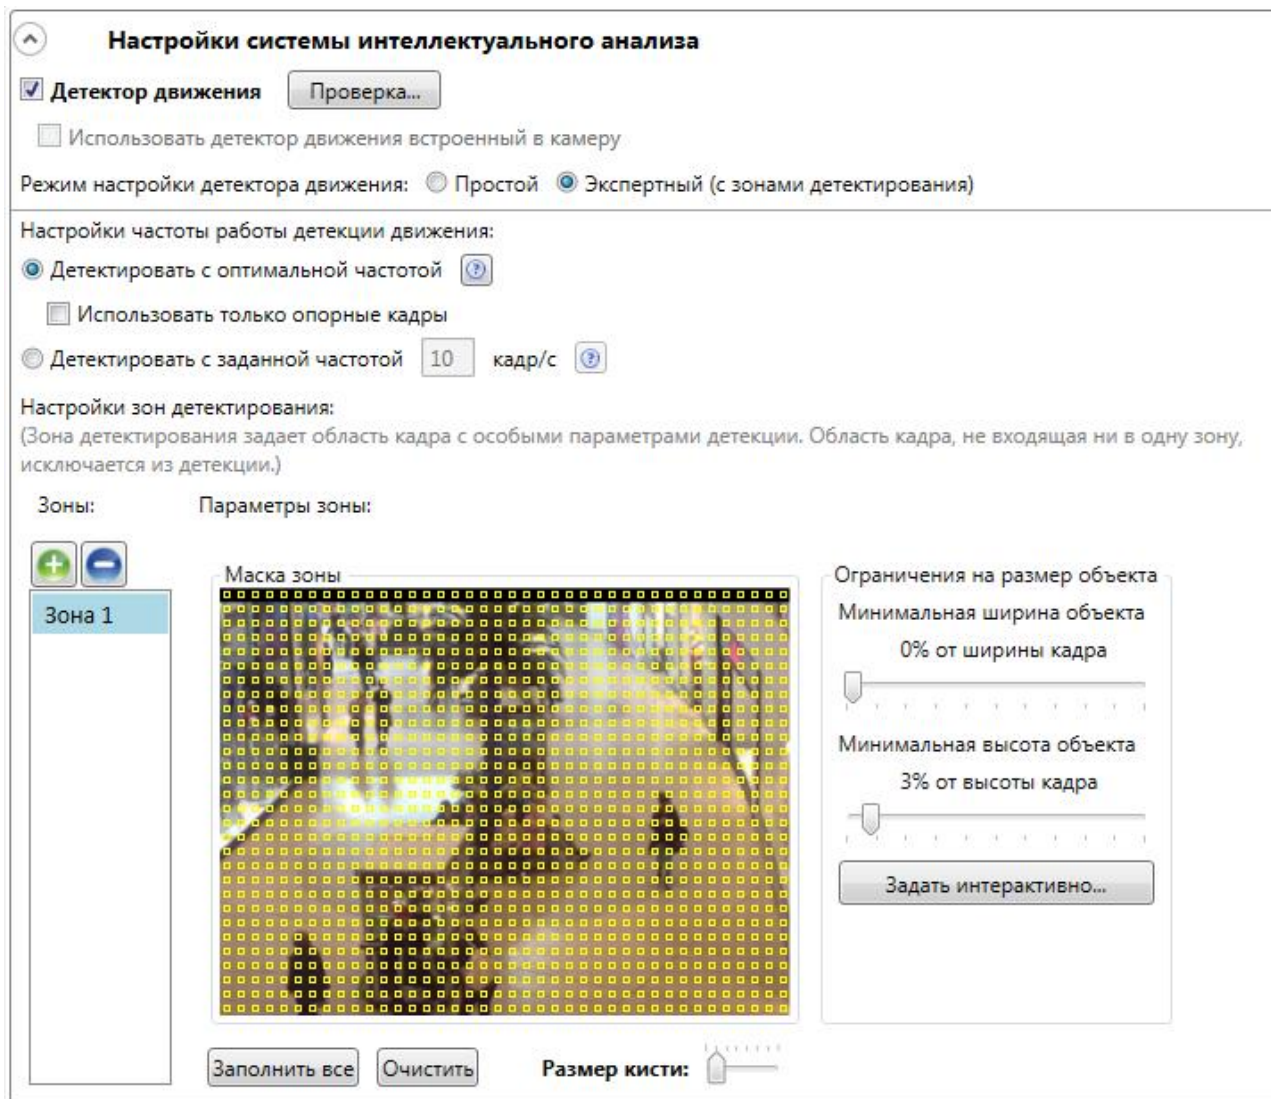 Настройки системы интеллектуального анализа
Детектор движения
Проверка...
Использовать детектор движения встроенный в камеру
Режим настройки детектора движения: Простой Экспертный (с зонами детектирования)
Настройки частоты работы детекции движения:
Детектировать с оптимальной частотой
Использовать только опорные кадры
Детектировать с заданной частотой 10 кадр/с
Настройки зон детектирования:
(Зона детектирования задает область кадра с особыми параметрами детекции. Область кадра, не входящая ни в одну зону,
исключается из детекции.)
Зоны:
Параметры зоны:
Зона 1
Маска зоны
Ограничения на размер объекта
Минимальная ширина объекта
0% от ширины кадра
Минимальная высота объекта
3% от высоты кадра
Задать интерактивно...
Заполнить все
Очистить
Размер кисти: